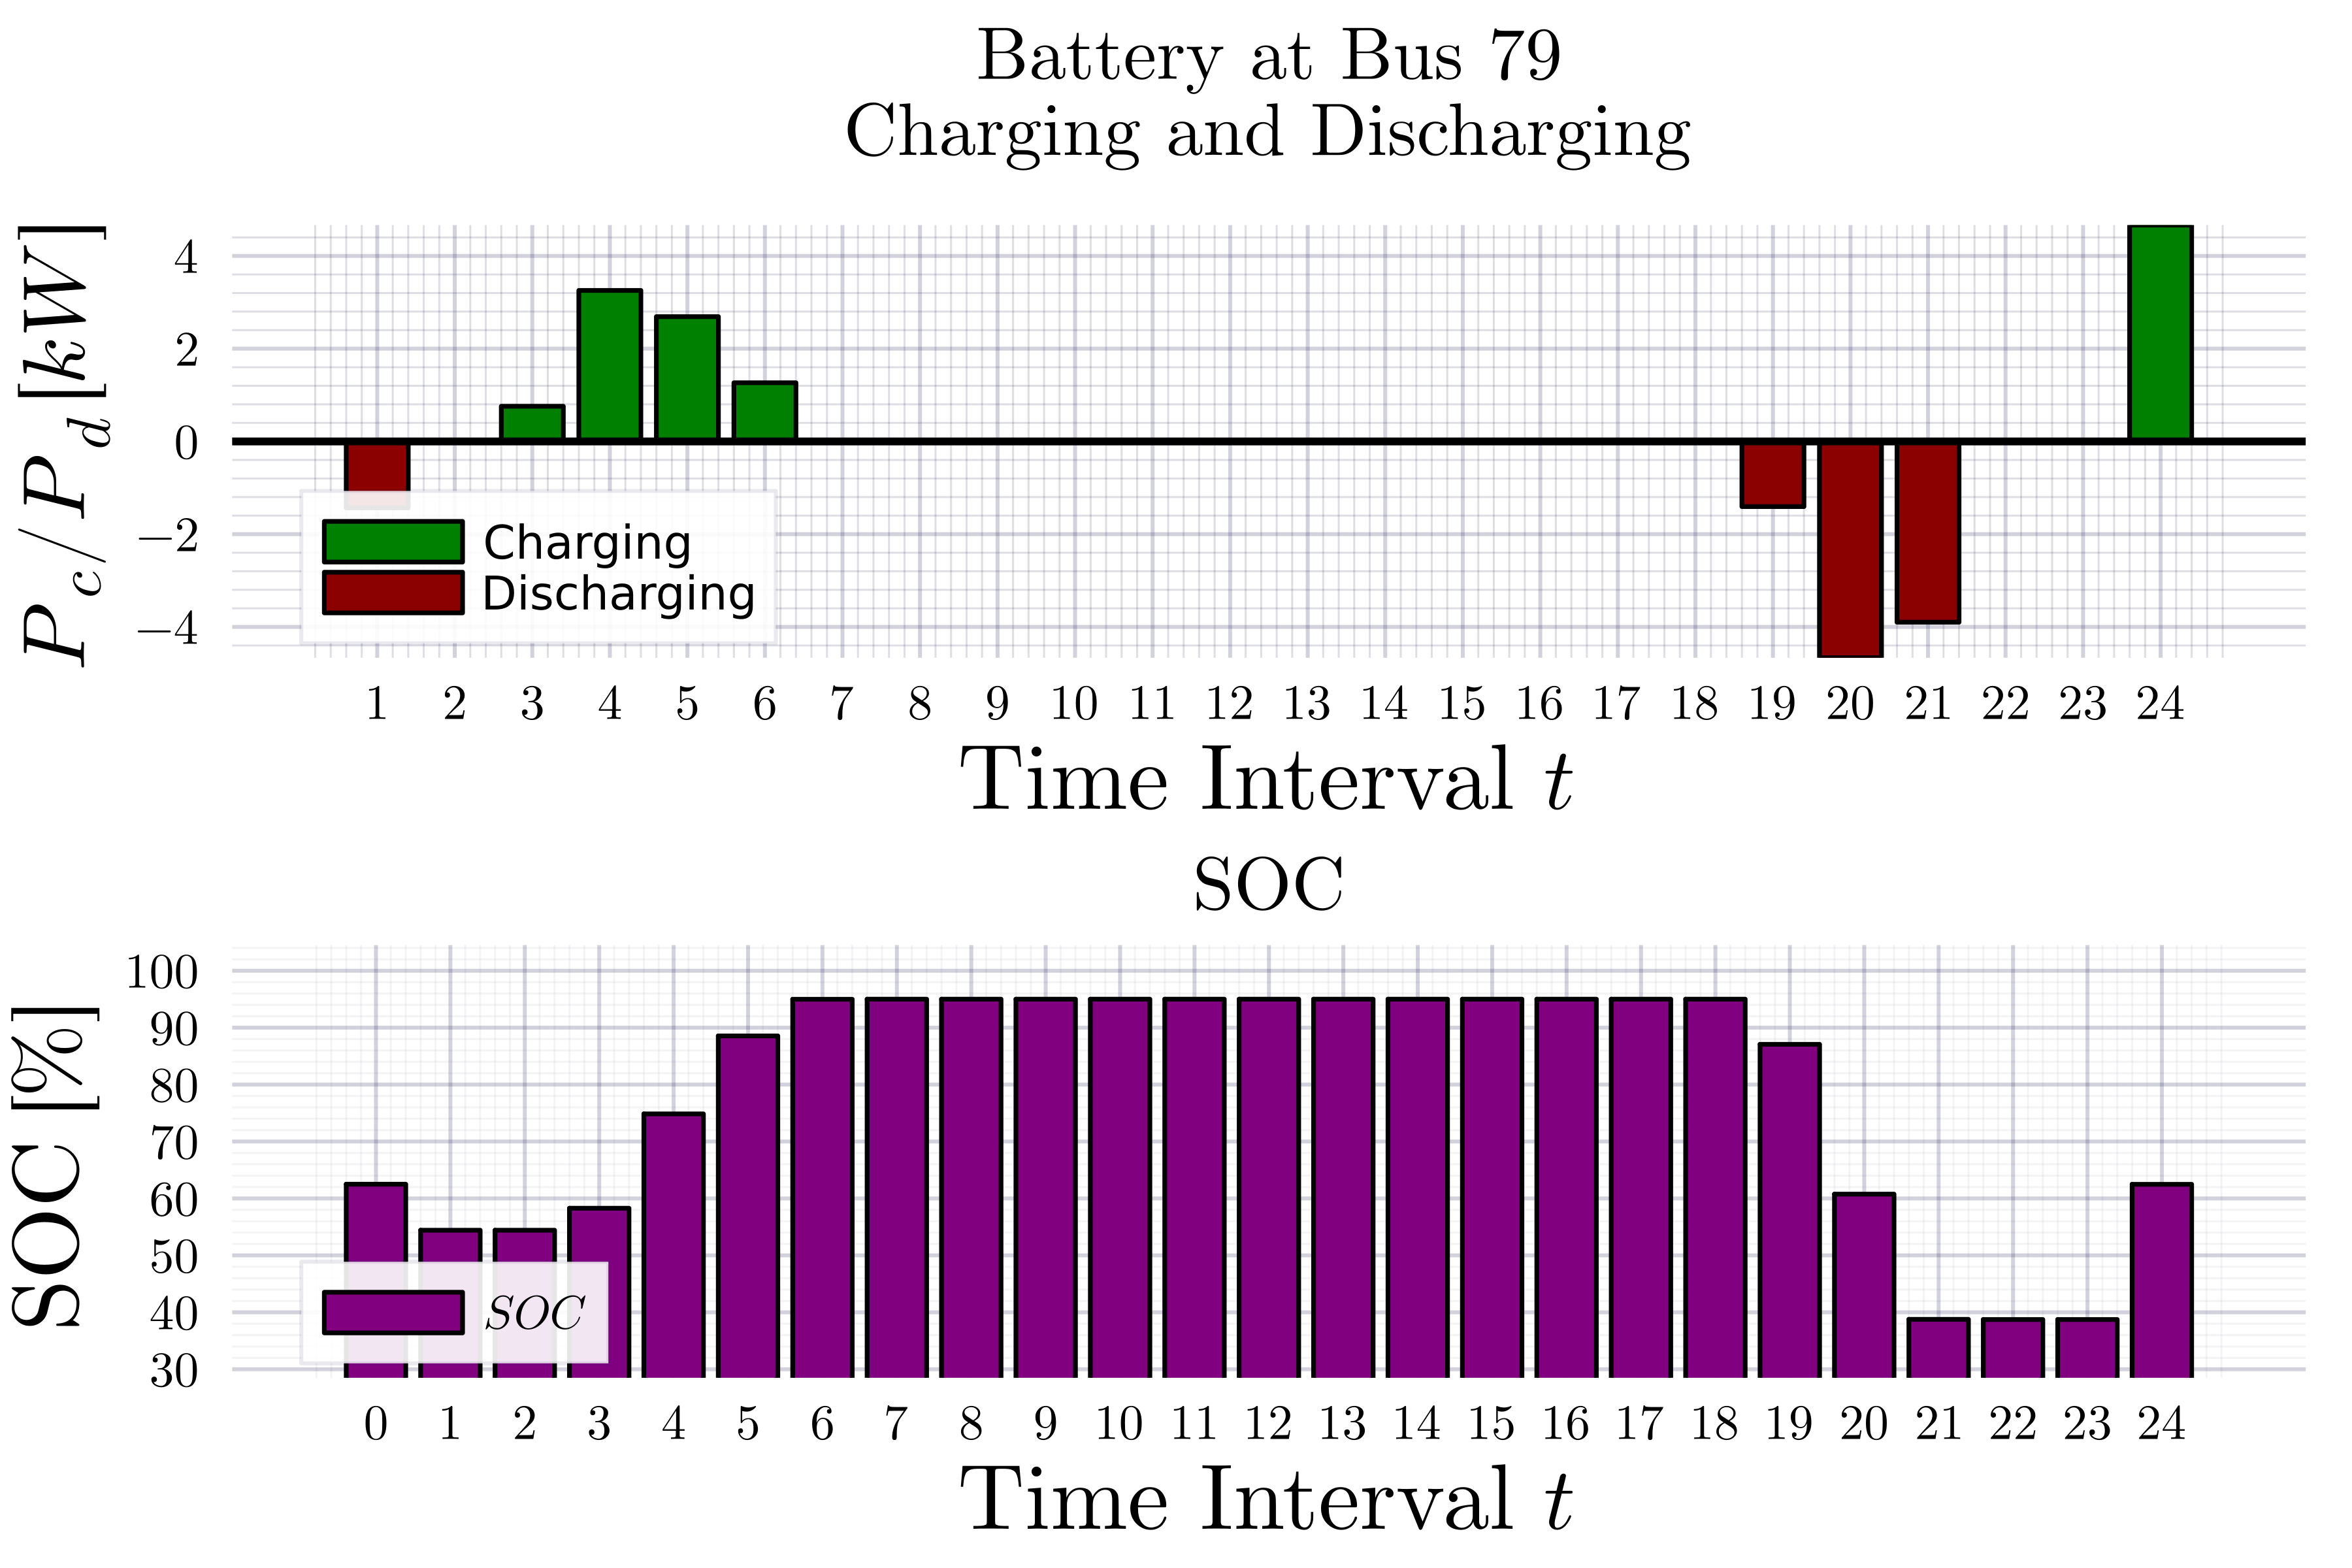 Battery at Bus 79
Charging and Discharging
P_c/P_d [kW]
4
2
0
−2
−4
Charging
Discharging
1 2 3 4 5 6 7 8 9 10 11 12 13 14 15 16 17 18 19 20 21 22 23 24
Time Interval t
SOC
SOC [%]
100
90
80
70
60
50
40
30
SOC
0 1 2 3 4 5 6 7 8 9 10 11 12 13 14 15 16 17 18 19 20 21 22 23 24
Time Interval t